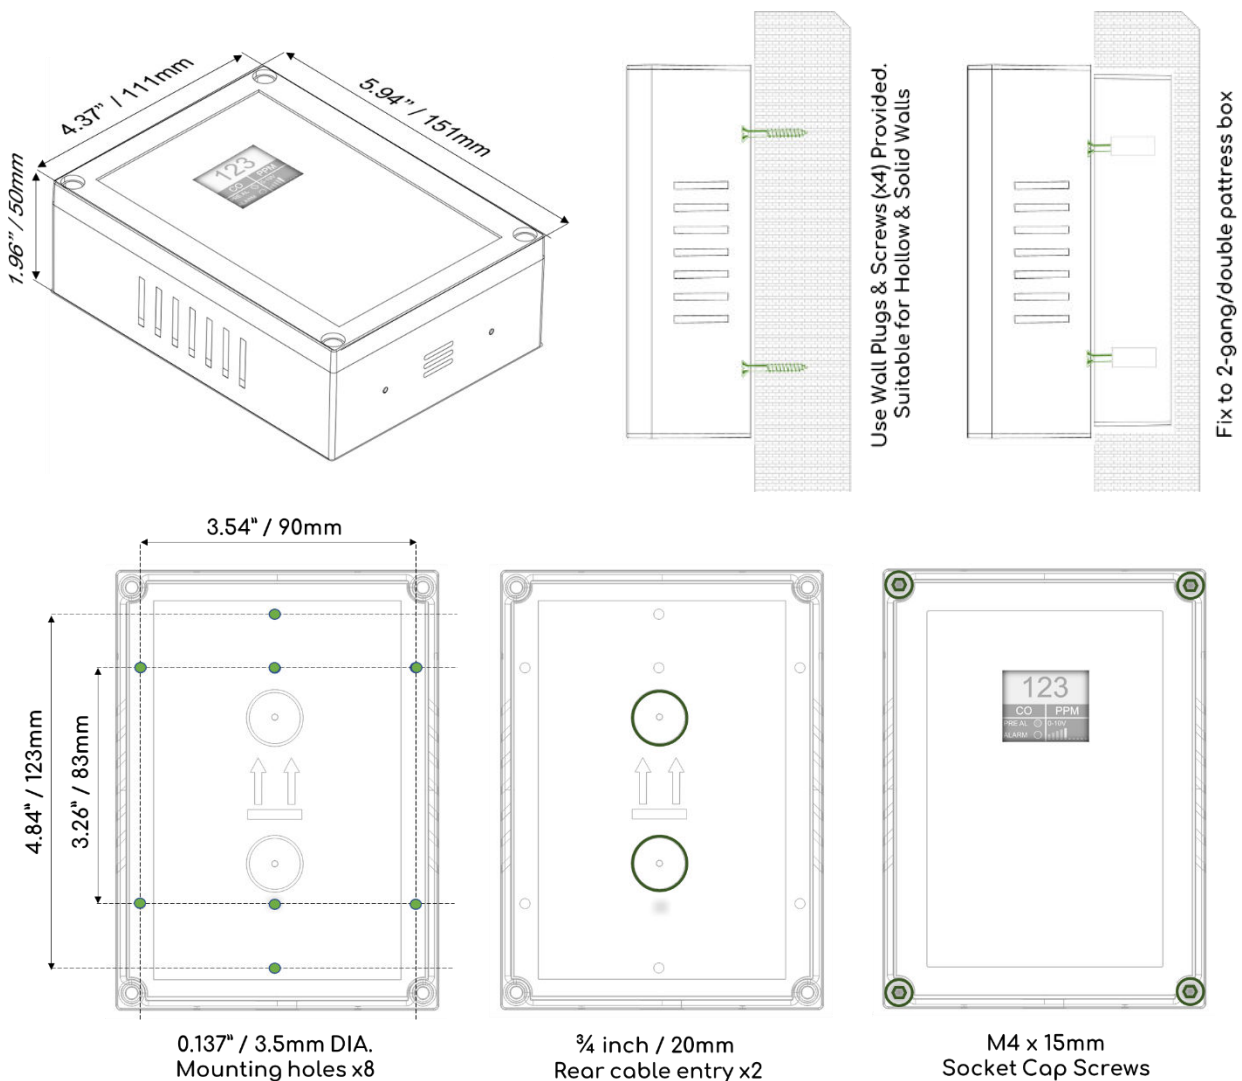 4.37” / 111mm
5.94” / 151mm
1.96” / 50mm
123
CO PPM
Use Wall Plugs & Screws (x4) Provided.
Suitable for Hollow & Solid Walls
Fix to 2-gang/double pattress box
3.54” / 90mm
4.84” / 123mm
3.26” / 83mm
123
CO PPM
PRE AL 0-10V
ALARM
0.137” / 3.5mm DIA.
Mounting holes x8
¾ inch / 20mm
Rear cable entry x2
M4 x 15mm
Socket Cap Screws